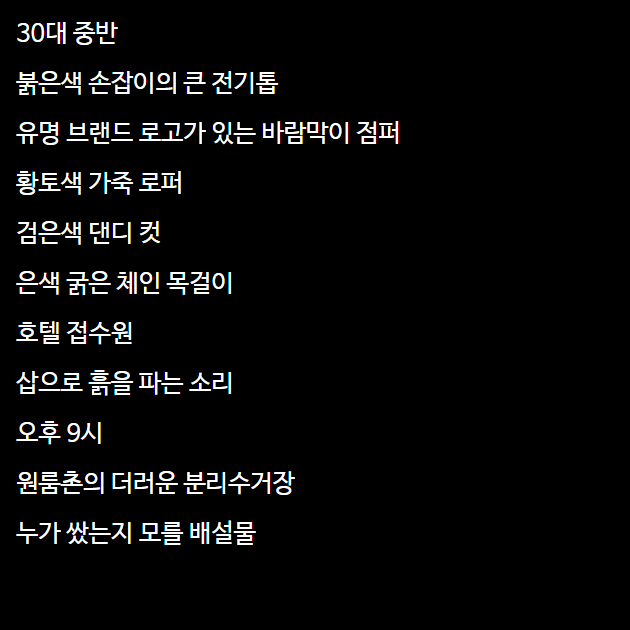 30대 중반
붉은색 손잡이의 큰 전기톱
유명 브랜드 로고가 있는 바람막이 점퍼
황토색 가죽 로퍼
검은색 댄디 컷
은색 굵은 체인 목걸이
호텔 접수원
삽으로 흙을 파는 소리
오후 9시
원룸촌의 더러운 분리수거장
누가 쌌는지 모를 배설물